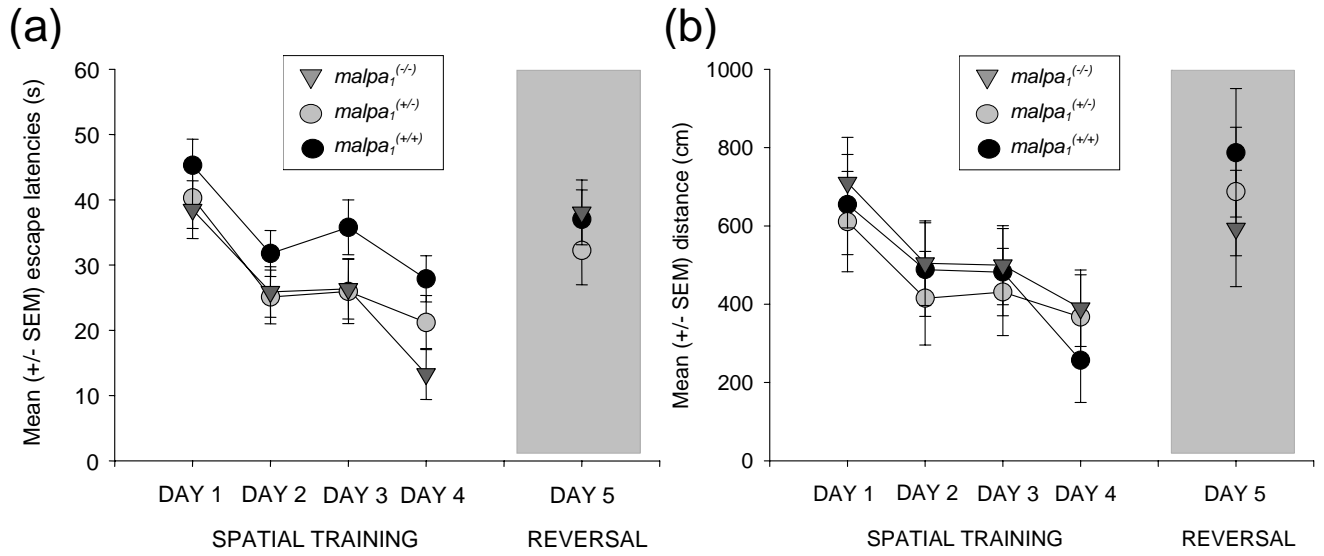 (a)
Mean (+/- SEM) escape latencies (s)
60
50
40
30
20
10
0
malpa1(-/-)
malpa1(+/-)
malpa1(+/+)
DAY 1 DAY 2 DAY 3 DAY 4 DAY 5
SPATIAL TRAINING REVERSAL
(b)
Mean (+/- SEM) distance (cm)
1000
800
600
400
200
0
malpa1(-/-)
malpa1(+/-)
malpa1(+/+)
DAY 1 DAY 2 DAY 3 DAY 4 DAY 5
SPATIAL TRAINING REVERSAL